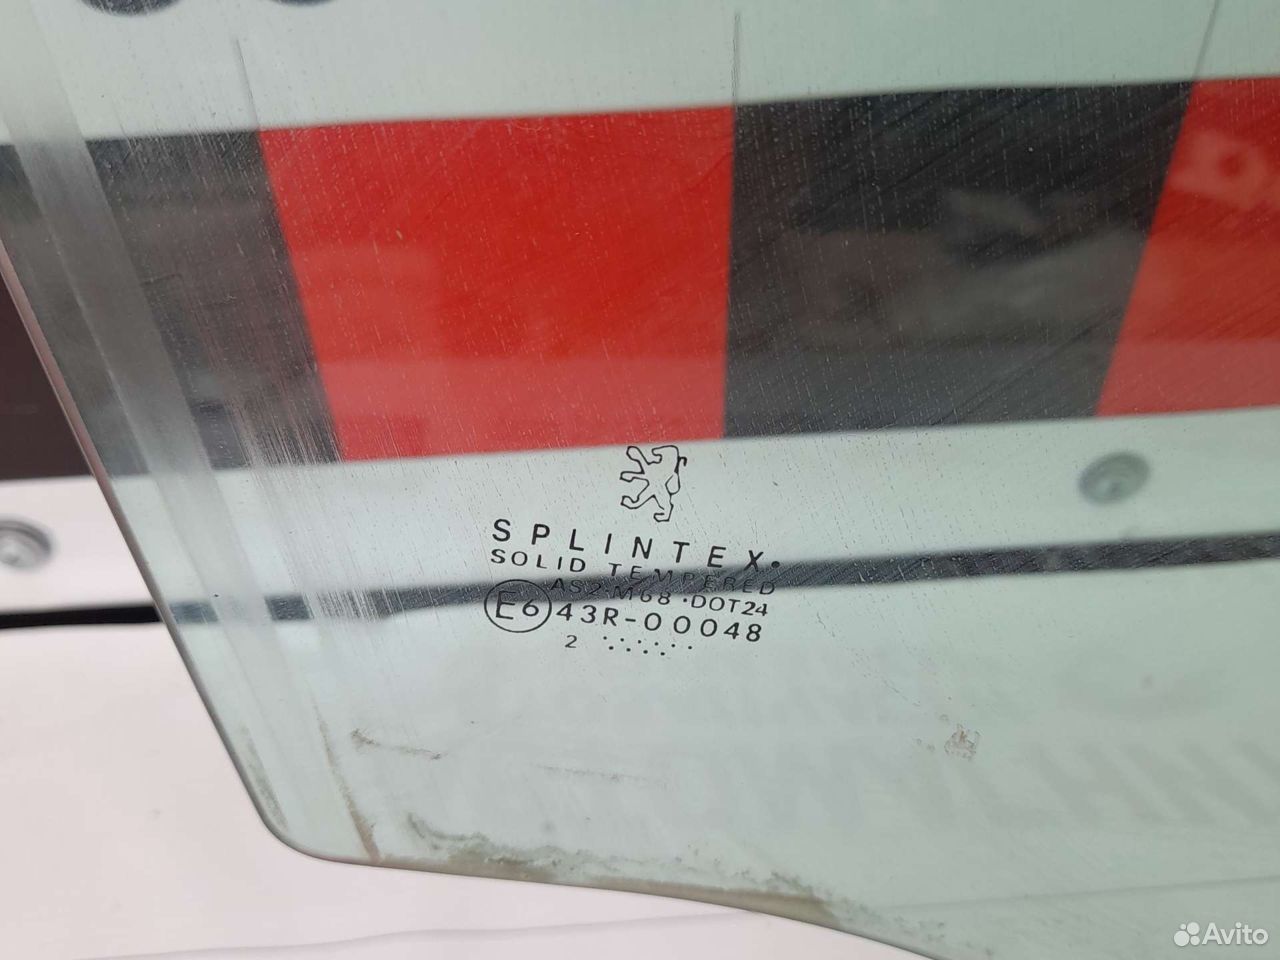 SPLINTEX
SOLID TEMPERED
AS2·M68·DOT24
E6 43R-00048
2
Avito